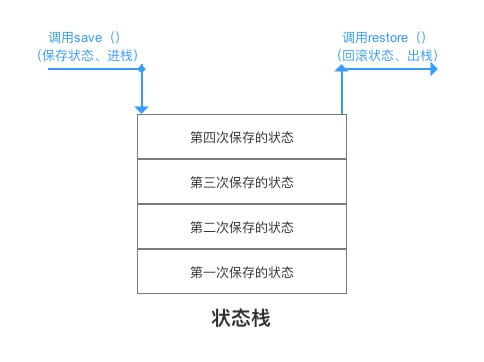 调用save（）
（保存状态、进栈）
调用restore（）
（回滚状态、出栈）
第四次保存的状态
第三次保存的状态
第二次保存的状态
第一次保存的状态
状态栈